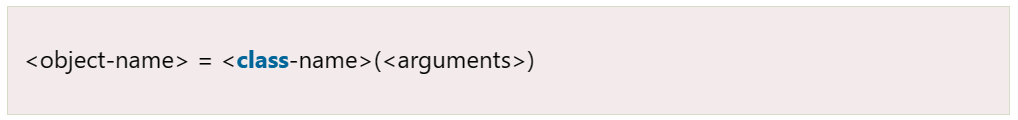 <object-name> = <class-name>(<arguments>)